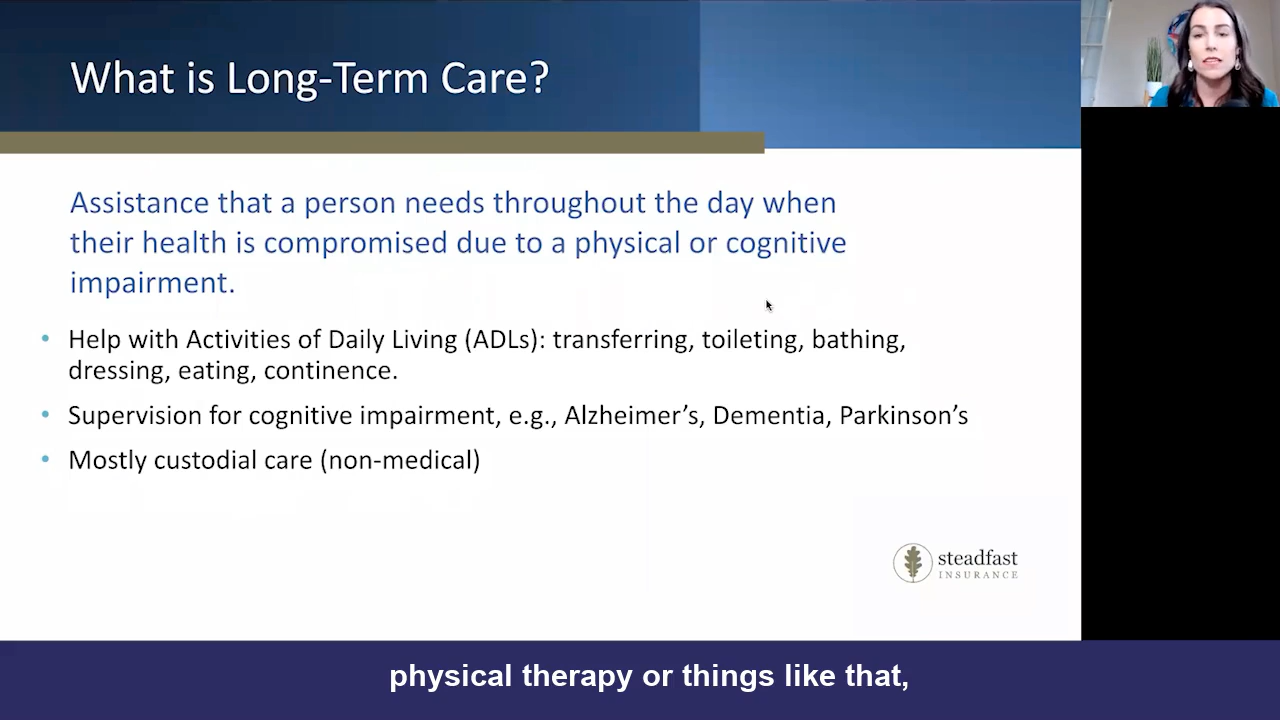 What is Long-Term Care?
Assistance that a person needs throughout the day when
their health is compromised due to a physical or cognitive
impairment.
• Help with Activities of Daily Living (ADLs): transferring, toileting, bathing,
dressing, eating, continence.
• Supervision for cognitive impairment, e.g., Alzheimer’s, Dementia, Parkinson’s
• Mostly custodial care (non-medical)
steadfast
INSURANCE
physical therapy or things like that,